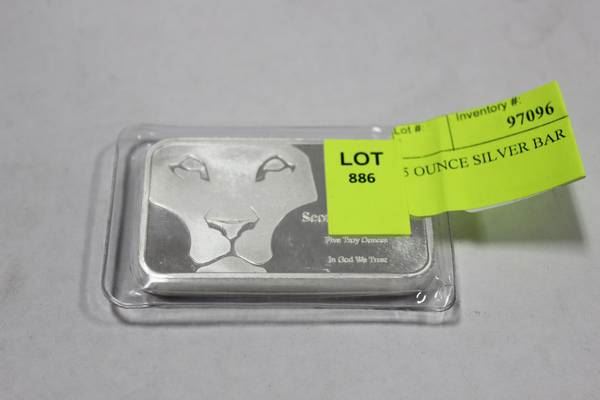 LOT
886
Lot #:
Inventory #:
97096
5 OUNCE SILVER BAR
Five Troy Ounces
In God We Trust